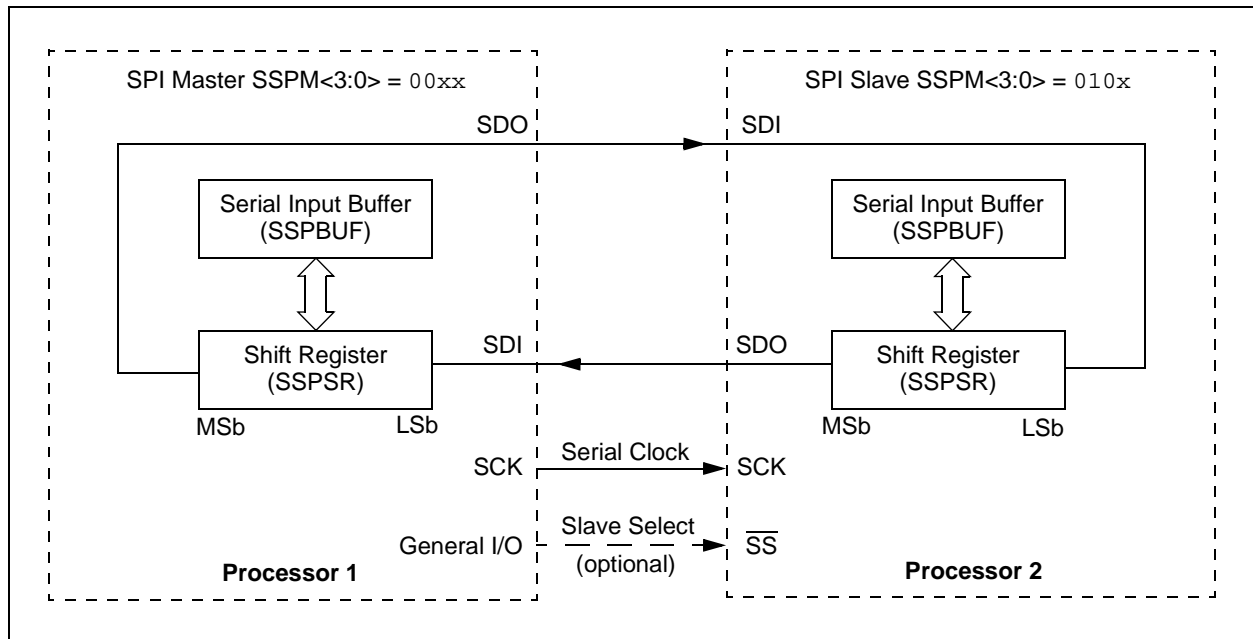 SPI Master SSPM<3:0> = 00xx
SPI Slave SSPM<3:0> = 010x
SDO
SDI
Serial Input Buffer
(SSPBUF)
Serial Input Buffer
(SSPBUF)
Shift Register
(SSPSR)
SDI
SDO
Shift Register
(SSPSR)
MSb
LSb
MSb
LSb
SCK
Serial Clock
SCK
General I/O
Slave Select
(optional)
S̅S̅
Processor 1
Processor 2